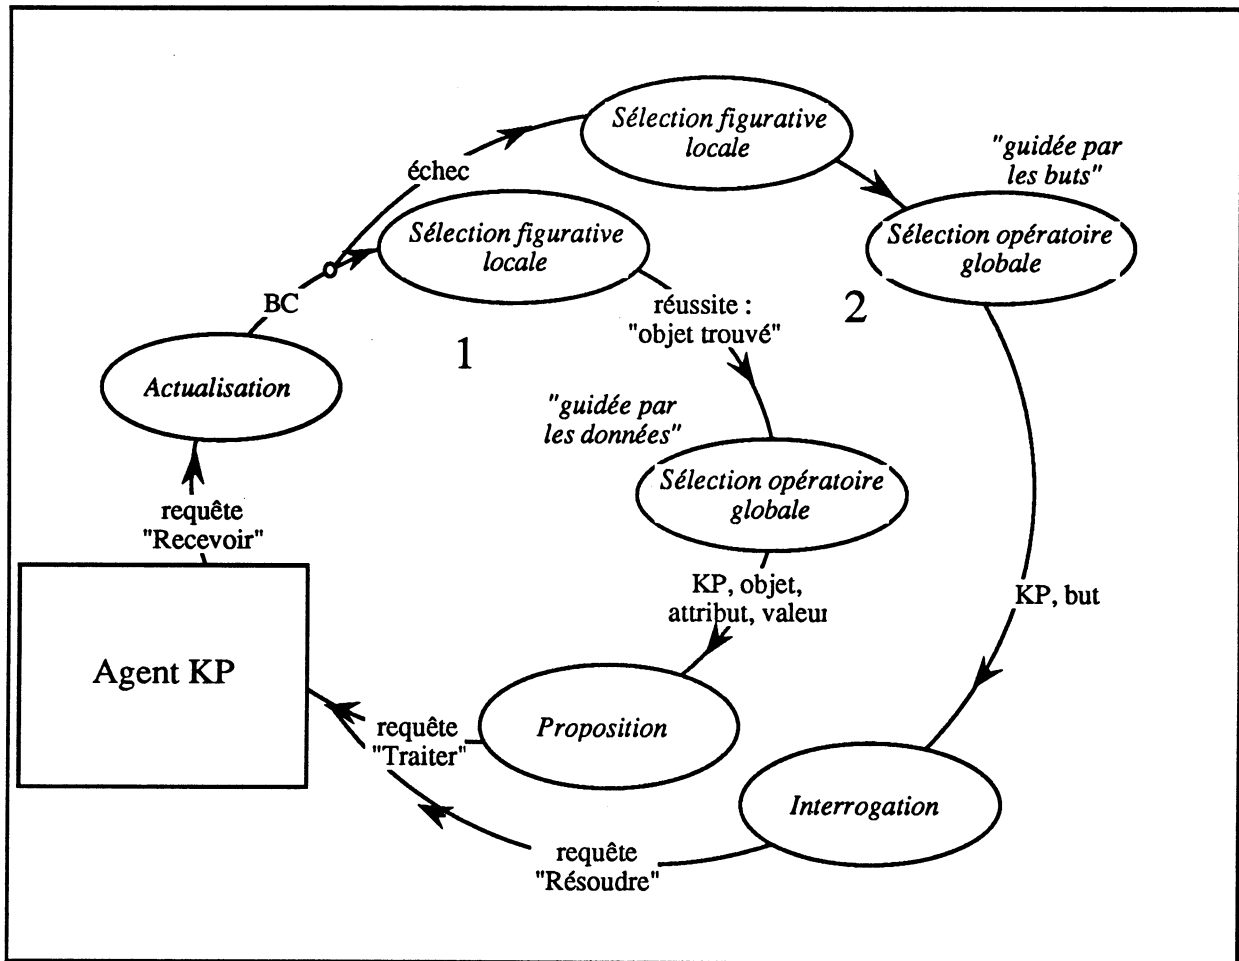 Sélection figurative
locale
"guidée par
les buts"
échec
Sélection figurative
locale
Sélection opératoire
globale
BC
réussite :
"objet trouvé"
2
1
Actualisation
"guidée par
les données"
Sélection opératoire
globale
requête
"Recevoir"
KP, objet,
attribut, valeur
KP, but
Agent KP
requête
"Traiter"
Proposition
Interrogation
requête
"Résoudre"